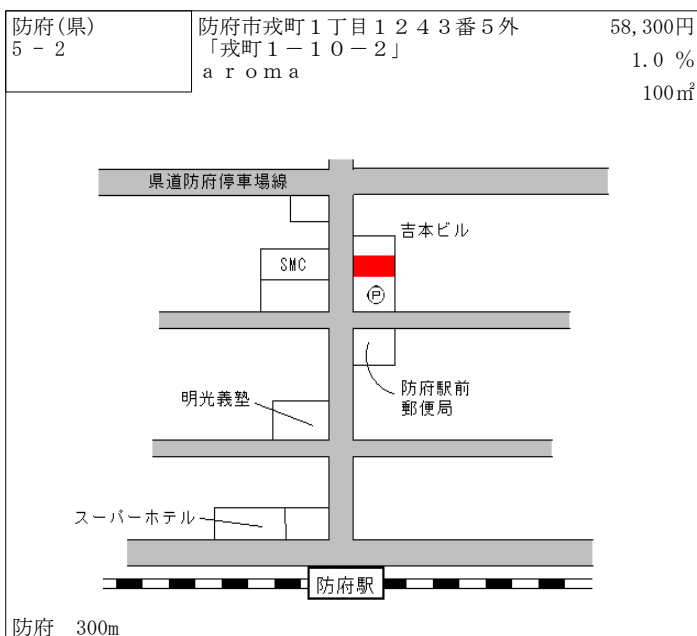 防府(県)
5 - 2
防府市戎町１丁目１２４３番５外
「戎町１－１０－２」
ａｒｏｍａ
58,300円
1.0 %
100㎡
県道防府停車場線
吉本ビル
SMC
Ⓟ
防府駅前
郵便局
明光義塾
スーパーホテル
防府駅
防府 300m